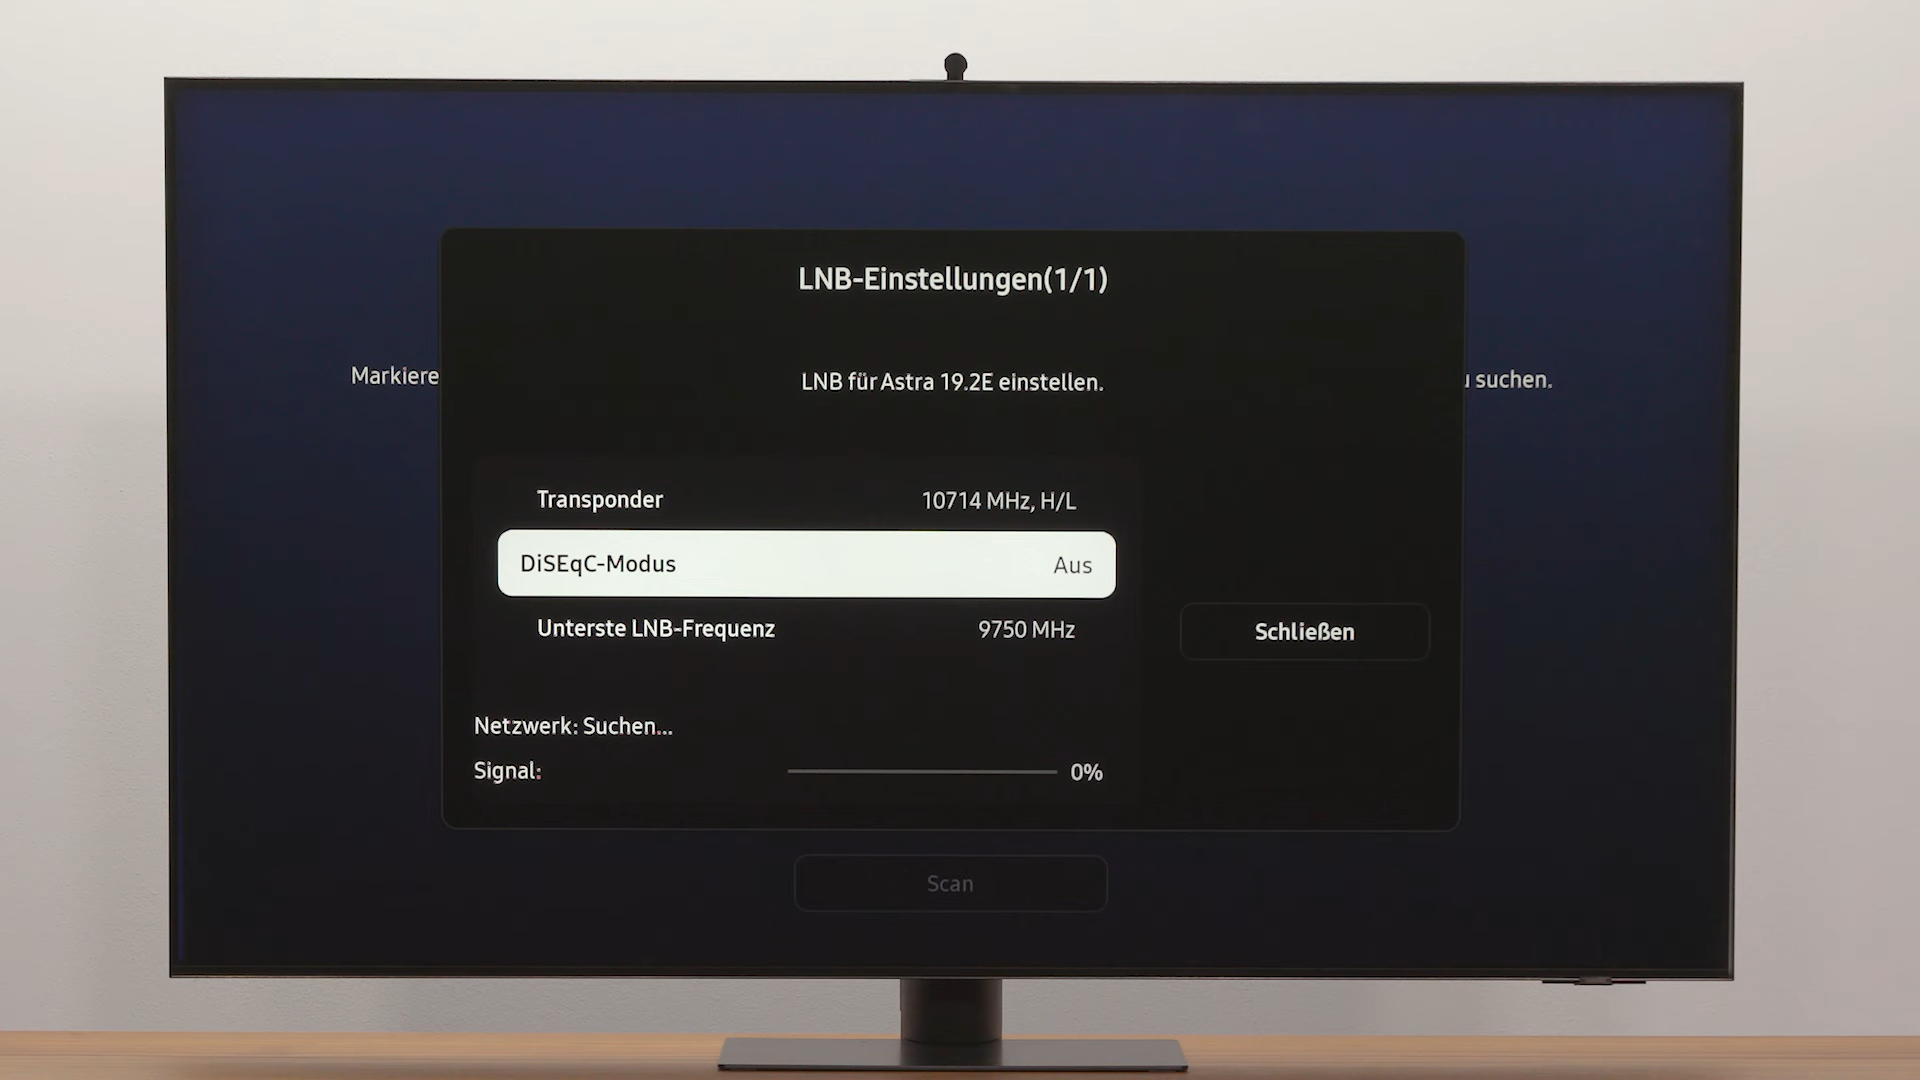 LNB-Einstellungen(1/1)
Markiere
LNB für Astra 19.2E einstellen.
u suchen.
Transponder 10714 MHz, H/L
DiSEqC-Modus Aus
Unterste LNB-Frequenz 9750 MHz
Schließen
Netzwerk: Suchen...
Signal: 0%
Scan